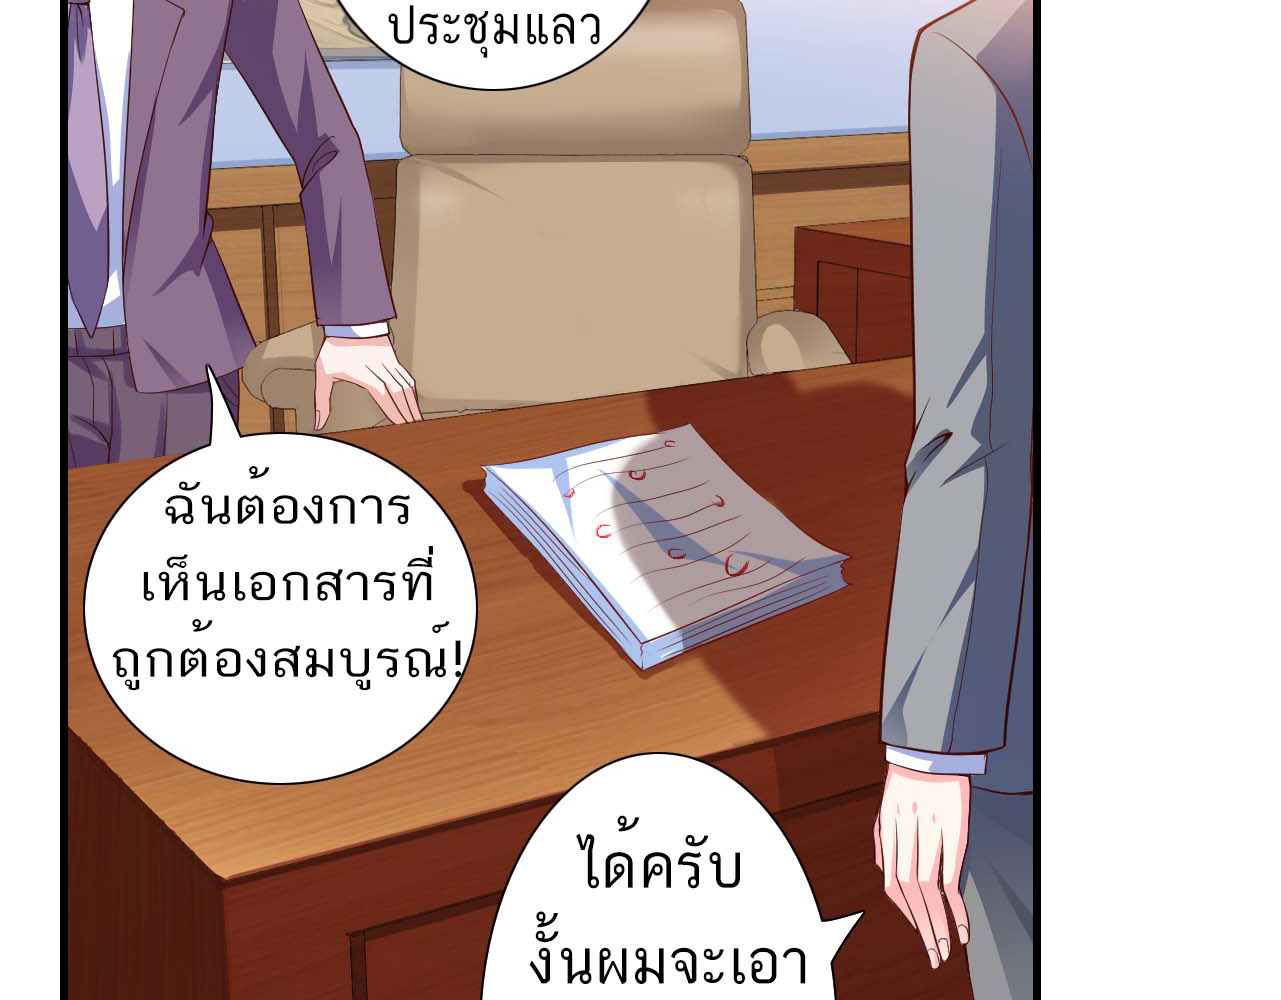 ประชุมแลว
ฉันต้องการ
เห็นเอกสารที่
ถูกต้องสมบูรณ์!
ได้ครับ
งั้นผมจะเอา